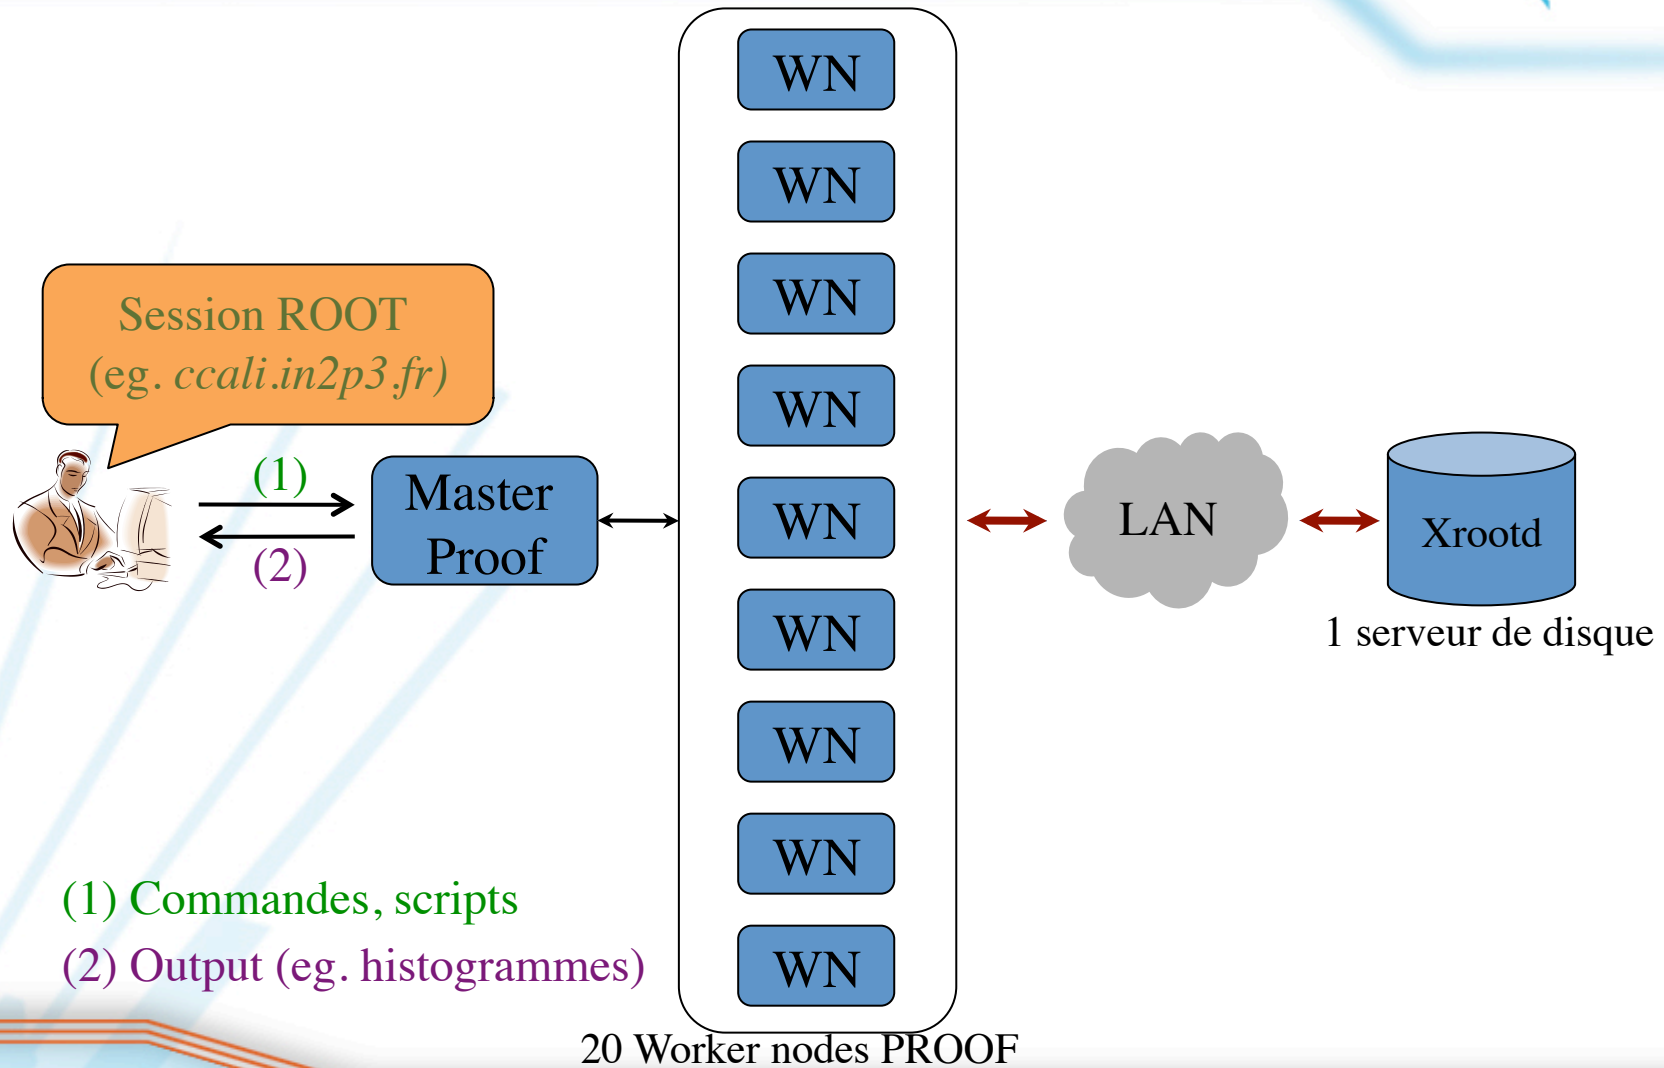 WN
WN
WN
WN
WN
WN
WN
WN
WN
Session ROOT
(eg. ccali.in2p3.fr)
(1)
(2)
Master
Proof
LAN
Xrootd
1 serveur de disque
(1) Commandes, scripts
(2) Output (eg. histogrammes)
20 Worker nodes PROOF